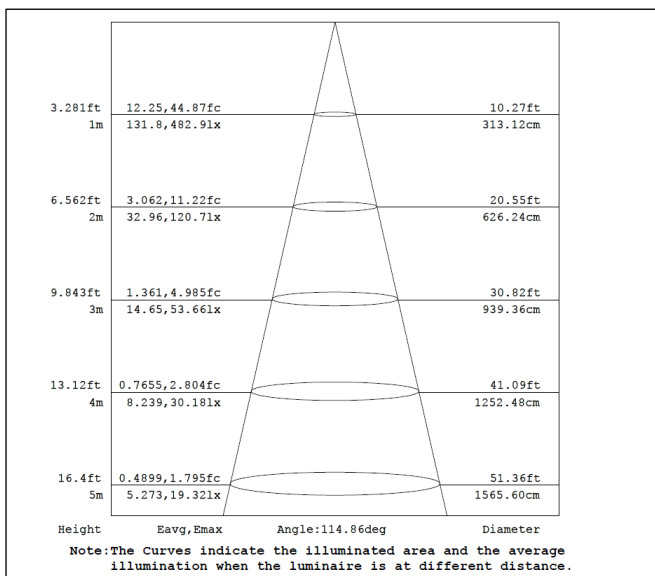 3.281ft 12.25,44.87fc 10.27ft
1m 131.8,482.9lx 313.12cm
6.562ft 3.062,11.22fc 20.55ft
2m 32.96,120.7lx 626.24cm
9.843ft 1.361,4.985fc 30.82ft
3m 14.65,53.66lx 939.36cm
13.12ft 0.7655,2.804fc 41.09ft
4m 8.239,30.18lx 1252.48cm
16.4ft 0.4899,1.795fc 51.36ft
5m 5.273,19.32lx 1565.60cm
Height Eavg,Emax Angle:114.86deg Diameter
Note:The Curves indicate the illuminated area and the average
illumination when the luminaire is at different distance.